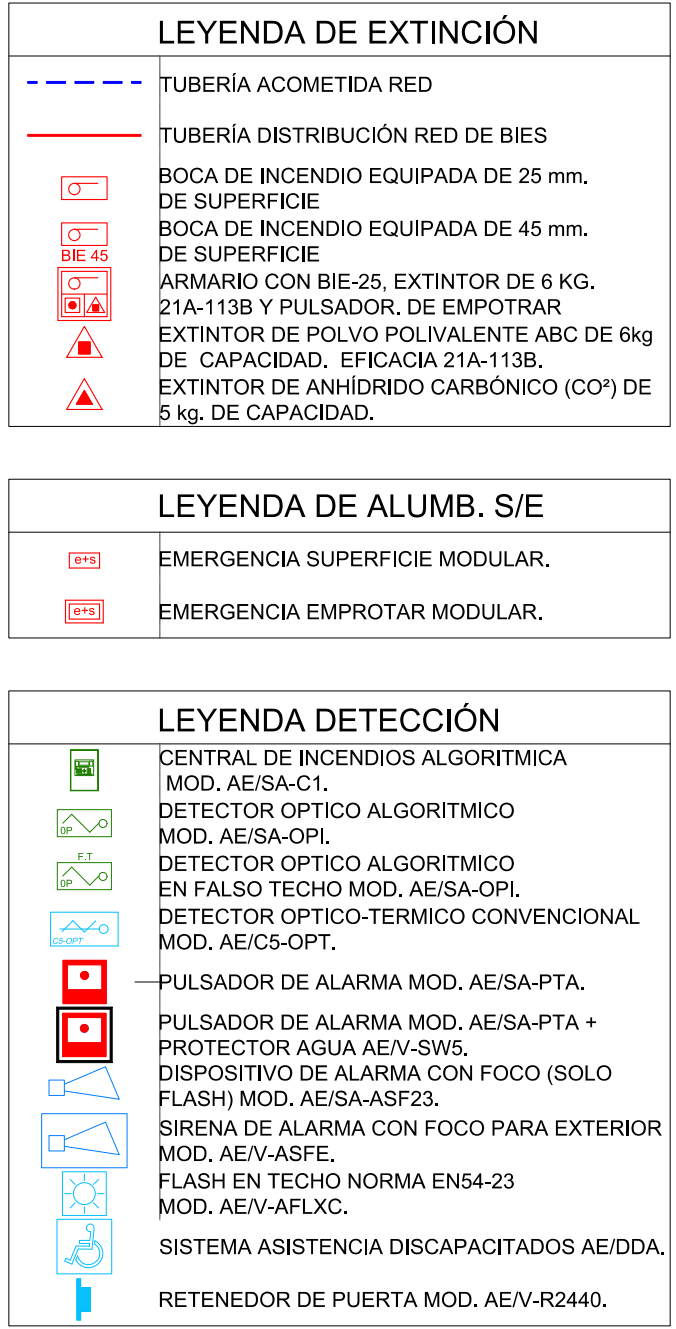 LEYENDA DE EXTINCIÓN
TUBERÍA ACOMETIDA RED
TUBERÍA DISTRIBUCIÓN RED DE BIES
BOCA DE INCENDIO EQUIPADA DE 25 mm.
DE SUPERFICIE
BOCA DE INCENDIO EQUIPADA DE 45 mm.
BIE 45 DE SUPERFICIE
ARMARIO CON BIE-25, EXTINTOR DE 6 KG.
21A-113B Y PULSADOR. DE EMPOTRAR
EXTINTOR DE POLVO POLIVALENTE ABC DE 6kg
DE CAPACIDAD. EFICACIA 21A-113B.
EXTINTOR DE ANHÍDRIDO CARBÓNICO (CO²) DE
5 kg. DE CAPACIDAD.
LEYENDA DE ALUMB. S/E
e+s EMERGENCIA SUPERFICIE MODULAR.
e+s EMERGENCIA EMPROTAR MODULAR.
LEYENDA DETECCIÓN
CENTRAL DE INCENDIOS ALGORITMICA
MOD. AE/SA-C1.
DETECTOR OPTICO ALGORÍTMICO
0P MOD. AE/SA-OPI.
F.T DETECTOR OPTICO ALGORÍTMICO
0P EN FALSO TECHO MOD. AE/SA-OPI.
DETECTOR OPTICO-TERMICO CONVENCIONAL
C5-OPT MOD. AE/C5-OPT.
PULSADOR DE ALARMA MOD. AE/SA-PTA.
PULSADOR DE ALARMA MOD. AE/SA-PTA +
PROTECTOR AGUA AE/V-SW5.
DISPOSITIVO DE ALARMA CON FOCO (SOLO
FLASH) MOD. AE/SA-ASF23.
SIRENA DE ALARMA CON FOCO PARA EXTERIOR
MOD. AE/V-ASFE.
FLASH EN TECHO NORMA EN54-23
MOD. AE/V-AFLXC.
SISTEMA ASISTENCIA DISCAPACITADOS AE/DDA.
RETENEDOR DE PUERTA MOD. AE/V-R2440.